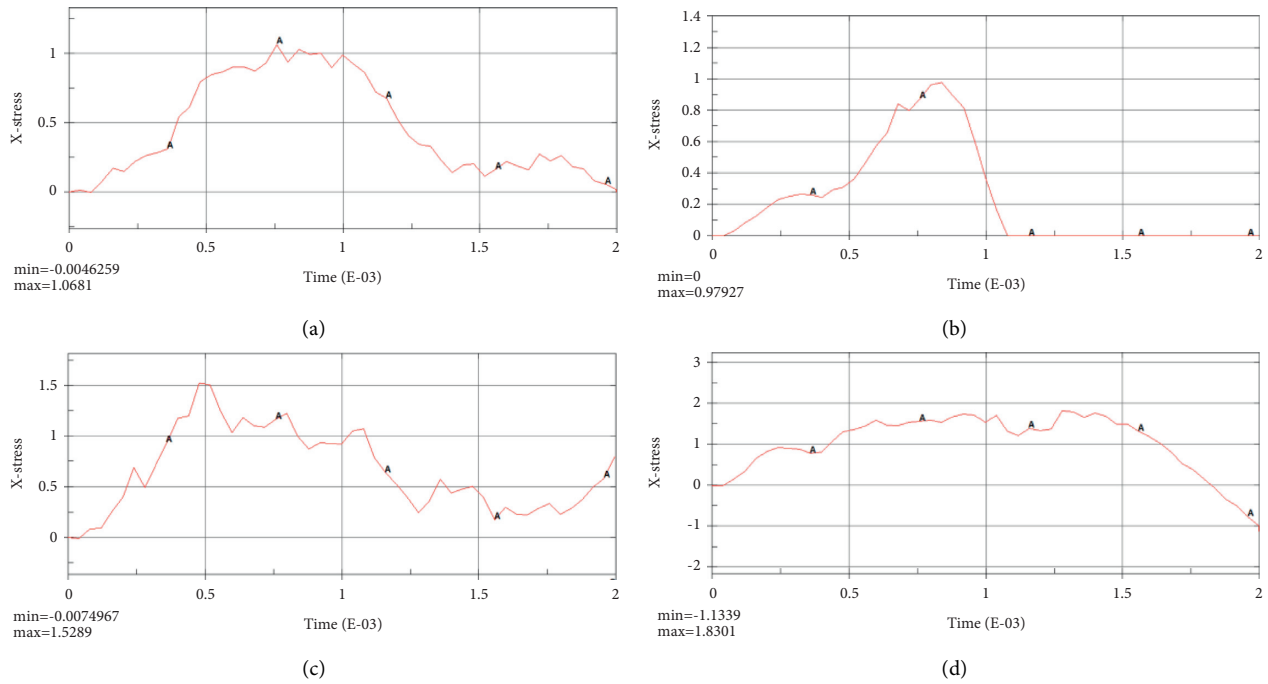 X-stress
1
0.5
0
A
A
A
A
A
0
0.5
1
1.5
2
min=-0.0046259
max=1.0681
Time (E-03)
(a)
X-stress
1.4
1.2
1
0.8
0.6
0.4
0.2
0
A
A
A
A
A
0
0.5
1
1.5
2
min=0
max=0.97927
Time (E-03)
(b)
X-stress
1.5
1
0.5
0
A
A
A
A
A
0
0.5
1
1.5
2
min=-0.0074967
max=1.5289
Time (E-03)
(c)
X-stress
3
2
1
0
-1
-2
A
A
A
A
A
0
0.5
1
1.5
2
min=-1.1339
max=1.8301
Time (E-03)
(d)